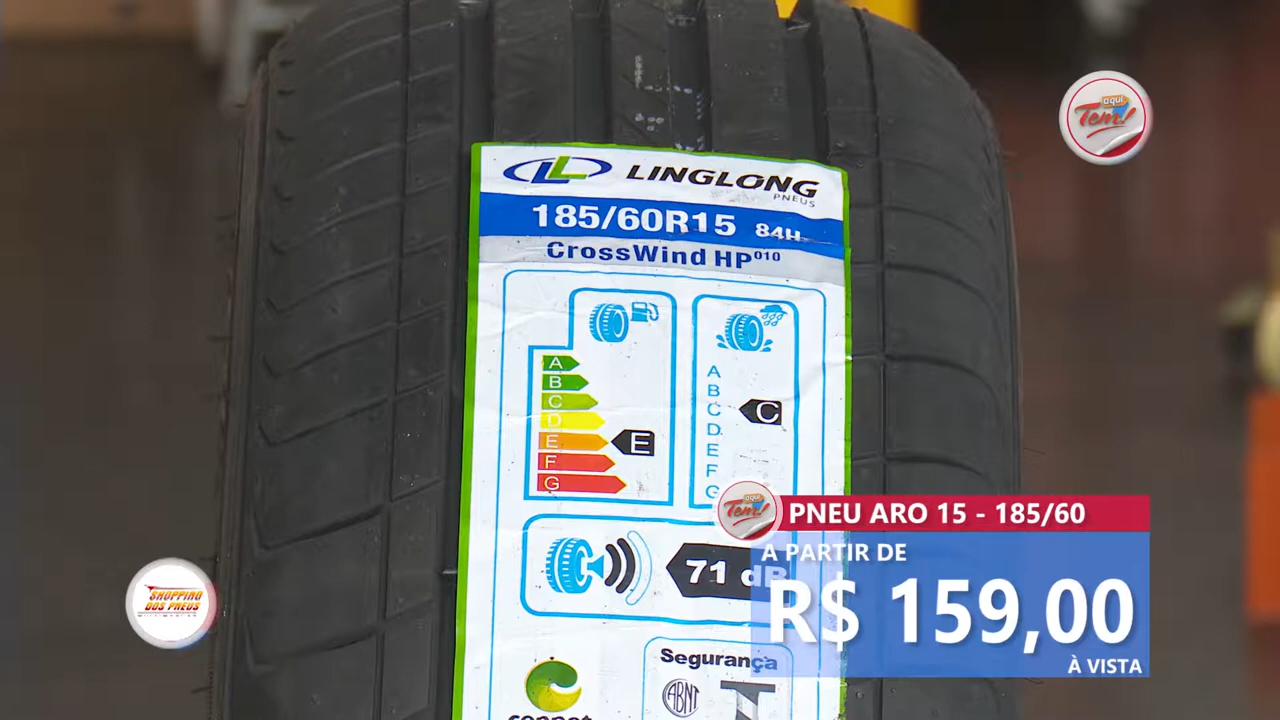 aqui
Tem!
LINGLONG
PNEUS
185/60R15 84H
CrossWind HP010
A
B
C
D
E
F
G
E
A
B
C
D
E
F
G
C
71 dB
Segurança
ABNT
SHOPPING
DOS PNEUS
aqui
Tem!
PNEU ARO 15 - 185/60
A PARTIR DE
R$ 159,00
À VISTA